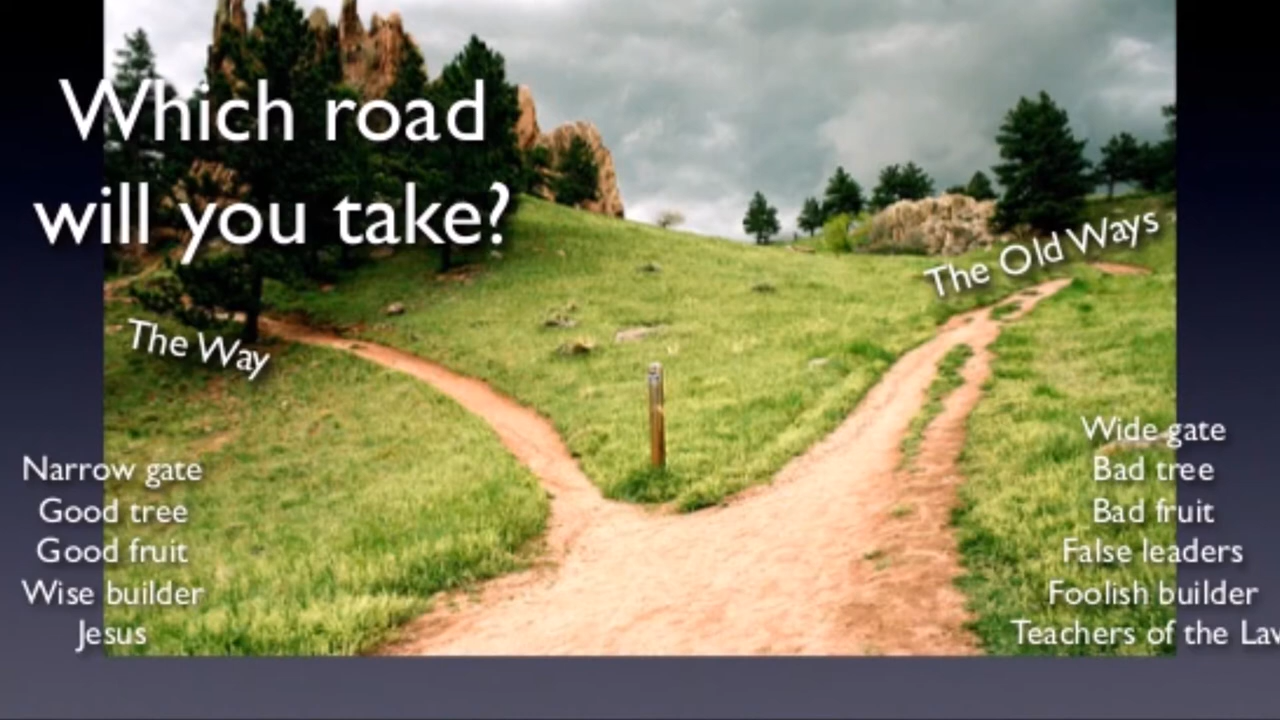 Which road
will you take?
The Way
The Old Ways
Narrow gate
Good tree
Good fruit
Wise builder
Jesus
Wide gate
Bad tree
Bad fruit
False leaders
Foolish builder
Teachers of the Law